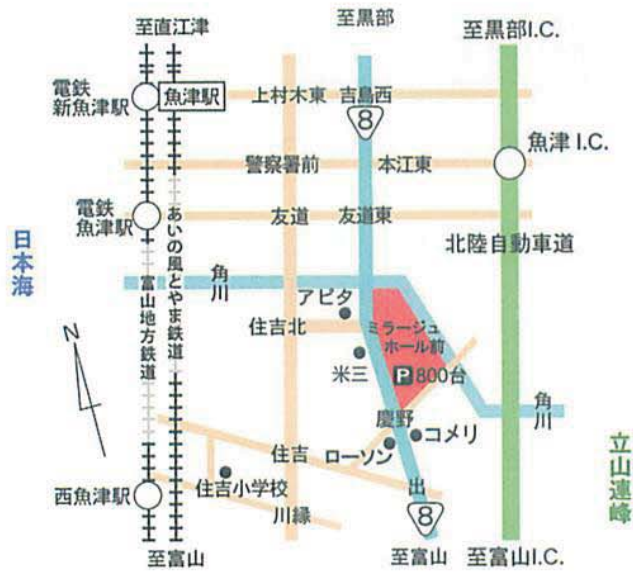 至直江津
至黒部
至黒部I.C.
電鉄
新魚津駅
魚津駅
上村木東
吉島西
8
警察署前
本江東
魚津 I.C.
電鉄
魚津駅
友道
友道東
北陸自動車道
日本海
あいの風とやま鉄道
富山地方鉄道
角川
アピタ
住吉北
ミラージュ
ホール前
米三
P 800台
N
角川
慶野
コメリ
ローソン
住吉
住吉小学校
出
立山連峰
西魚津駅
川縁
8
至富山
至富山
至富山I.C.